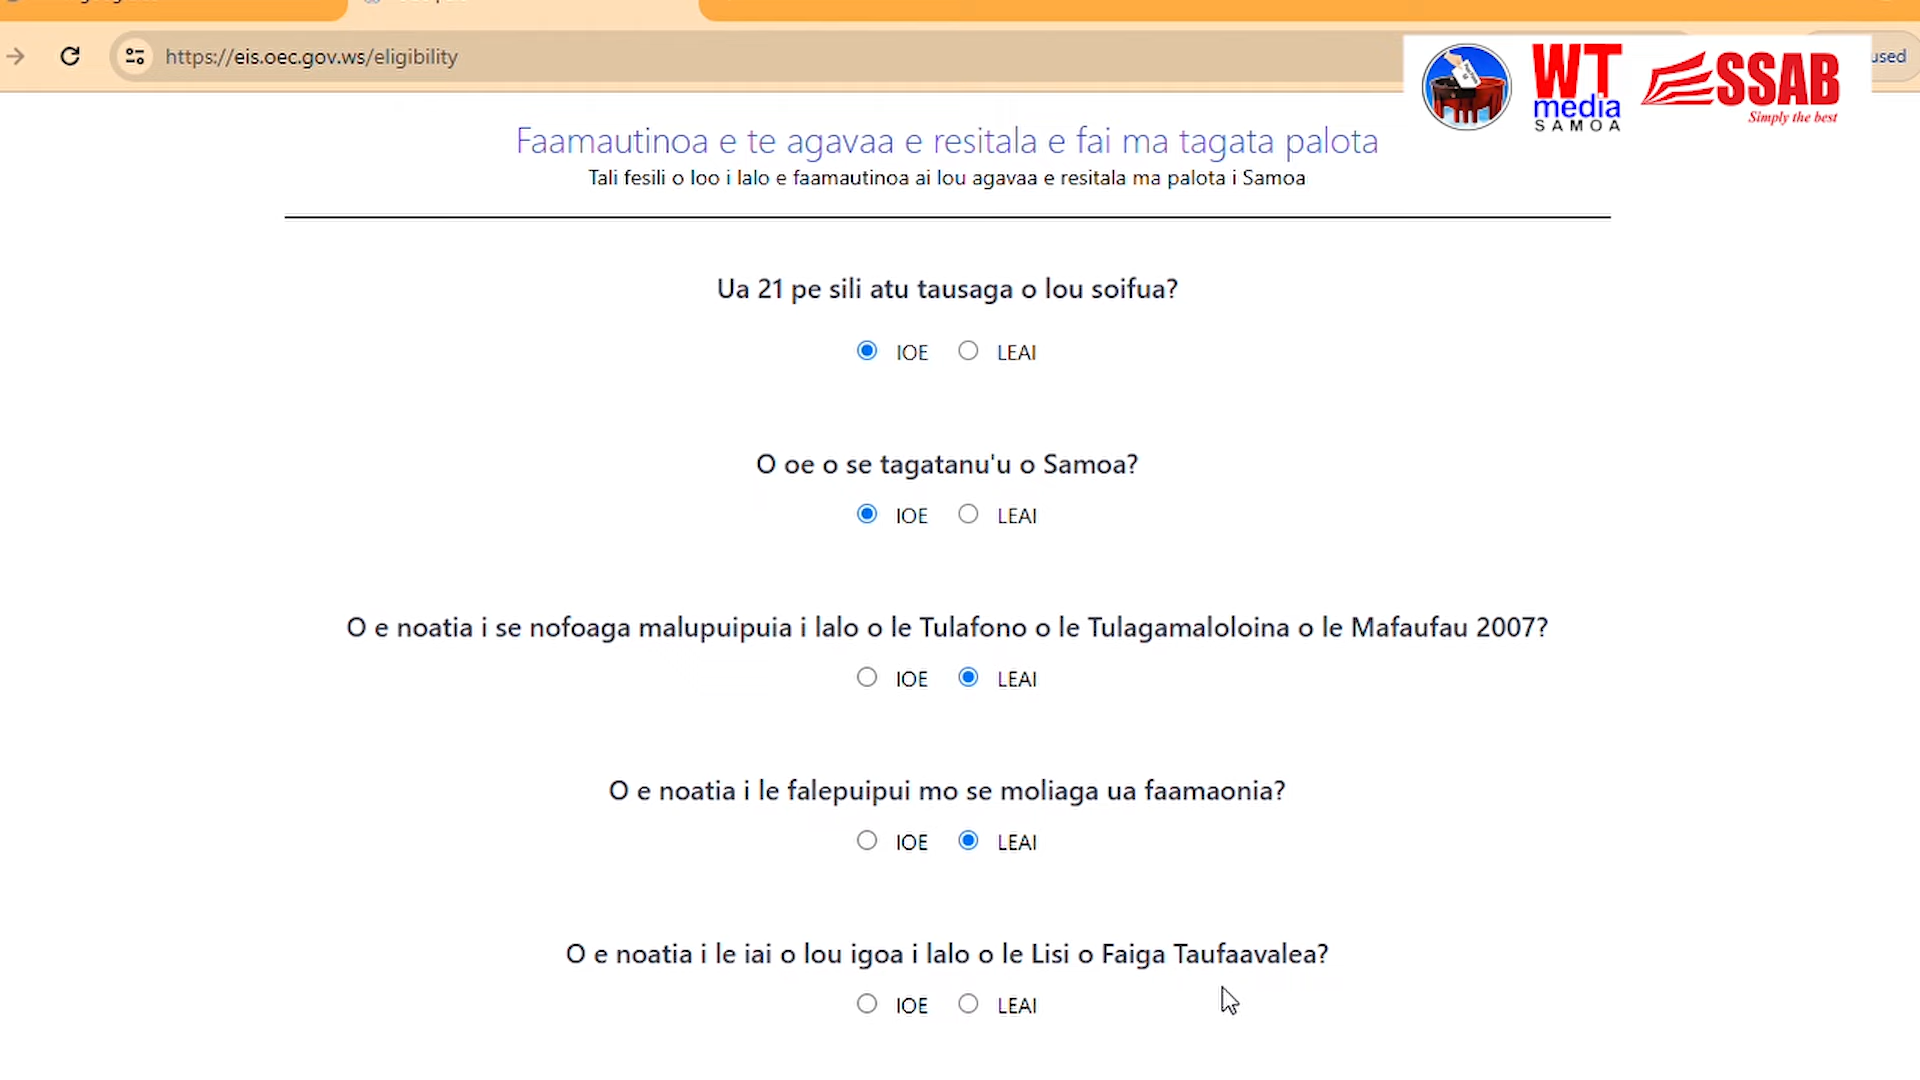 https://eis.oec.gov.ws/eligibility
used
WT
media
SAMOA
SSAB
Simply the best
Faamautinoa e te agavaa e resitala e fai ma tagata palota
Tali fesili o loo i lalo e faamautinoa ai lou agavaa e resitala ma palota i Samoa
Ua 21 pe sili atu tausaga o lou soifua?
IOE LEAI
O oe o se tagatanu'u o Samoa?
IOE LEAI
O e noatia i se nofoaga malupuipuia i lalo o le Tulafono o le Tulagamaloloina o le Mafaufau 2007?
IOE LEAI
O e noatia i le falepuipui mo se moliaga ua faamaonia?
IOE LEAI
O e noatia i le iai o lou igoa i lalo o le Lisi o Faiga Taufaavalea?
IOE LEAI